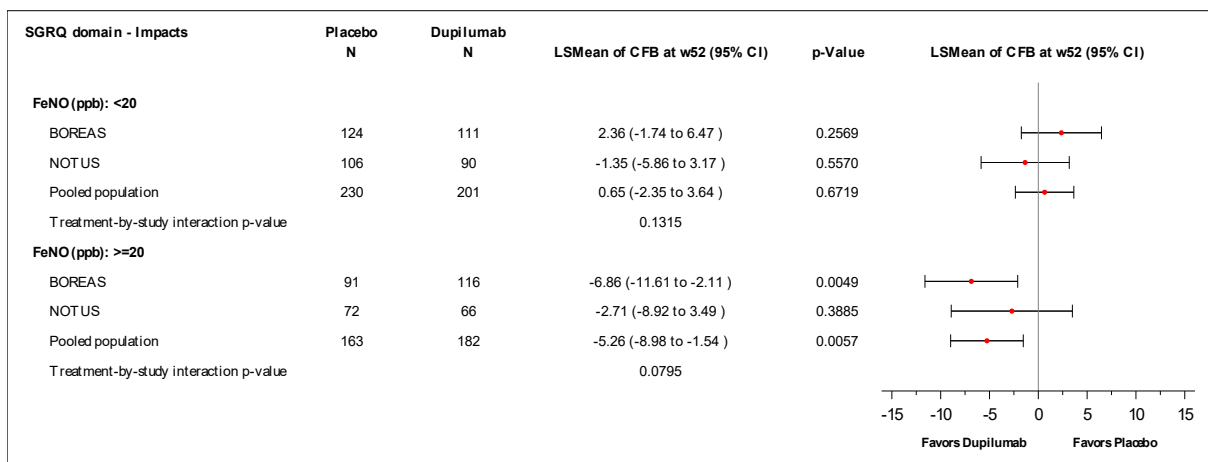 SGRQ domain - Impacts Placebo Dupilumab
N N LSMean of CFB at w52 (95% CI) p-Value LSMean of CFB at w52 (95% CI)
FeNO (ppb): <20
BOREAS 124 111 2.36 (-1.74 to 6.47 ) 0.2569
NOTUS 106 90 -1.35 (-5.86 to 3.17 ) 0.5570
Pooled population 230 201 0.65 (-2.35 to 3.64 ) 0.6719
Treatment-by-study interaction p-value 0.1315
FeNO (ppb): >=20
BOREAS 91 116 -6.86 (-11.61 to -2.11 ) 0.0049
NOTUS 72 66 -2.71 (-8.92 to 3.49 ) 0.3885
Pooled population 163 182 -5.26 (-8.98 to -1.54 ) 0.0057
Treatment-by-study interaction p-value 0.0795
-15 -10 -5 0 5 10 15
Favors Dupilumab Favors Placebo